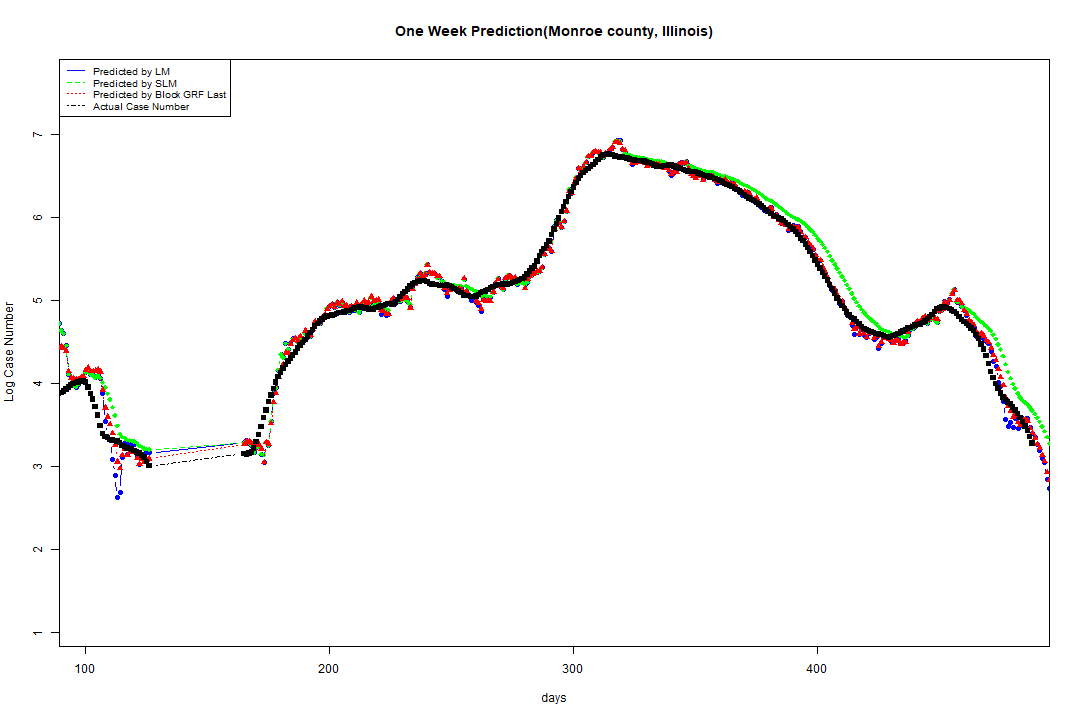 One Week Prediction(Monroe county, Illinois)
Predicted by LM
Predicted by SLM
Predicted by Block GRF Last
Actual Case Number
7
6
5
4
3
2
1
Log Case Number
100 200 300 400
days